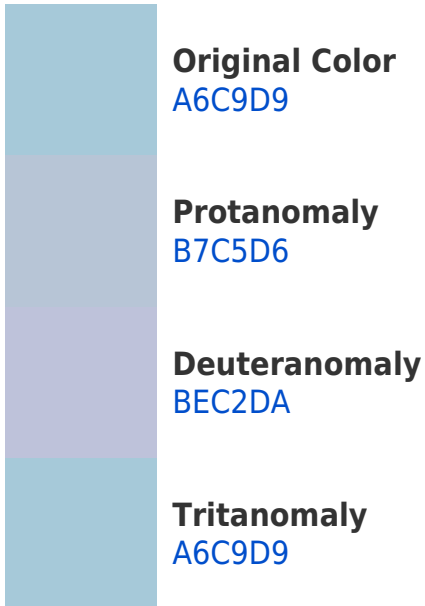 Original Color
A6C9D9
Protanomaly
B7C5D6
Deuteranomaly
BEC2DA
Tritanomaly
A6C9D9